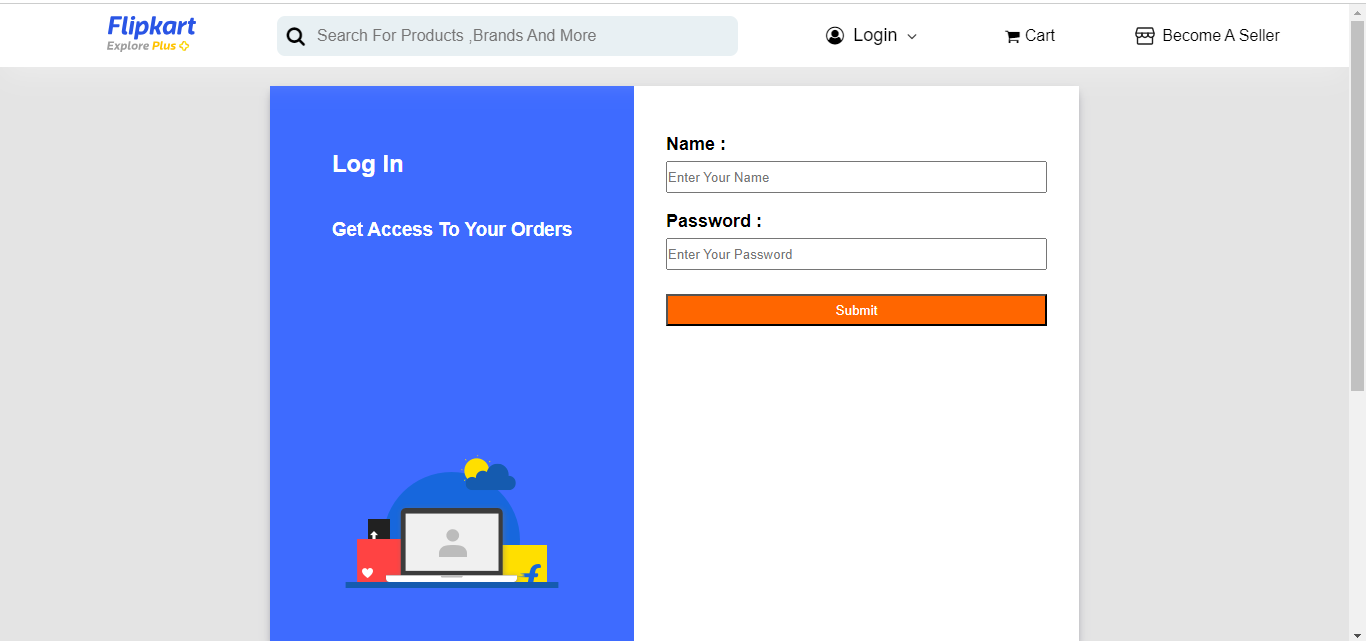 Flipkart
Explore Plus
Search For Products ,Brands And More
Login
Cart
Become A Seller
Log In
Get Access To Your Orders
Name :
Enter Your Name
Password :
Enter Your Password
Submit
f